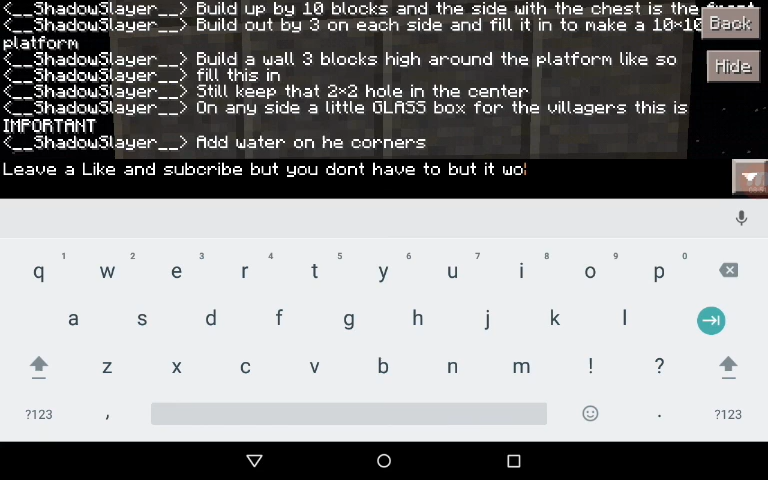 <__ShadowSlayer__> Build up by 10 blocks and the side with the chest is the front
<__ShadowSlayer__> Build out by 3 on each side and fill it in to make a 10×10
platform
<__ShadowSlayer__> Build a wall 3 blocks high around the platform like so
<__ShadowSlayer__> fill this in
<__ShadowSlayer__> Still keep that 2×2 hole in the center
<__ShadowSlayer__> On any side a little GLASS box for the villagers this is
IMPORTANT
<__ShadowSlayer__> Add water on he corners
Back
Hide
Leave a Like and subcribe but you dont have to but it wo
1 2 3 4 5 6 7 8 9 0
q w e r t y u i o p
a s d f g h j k l
z x c v b n m ! ?
?123 , . ?123